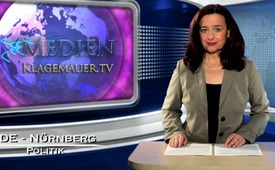 MEDIEN
KLAGEMAUER.TV
DE - NÜRNBERG
POLITIK